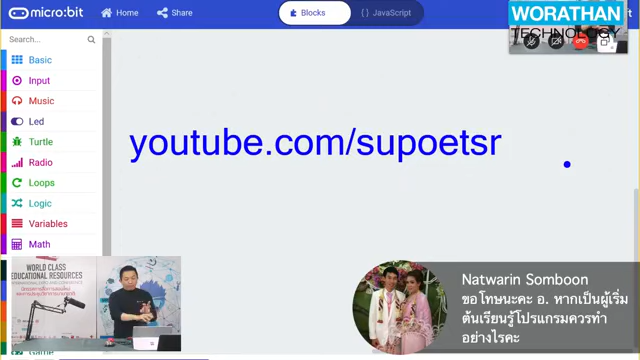 micro:bit
Home
Share
Blocks
{ } JavaScript
WORATHAN
TECHNOLOGY
Search...
Basic
Input
Music
Led
Turtle
Radio
Loops
Logic
Variables
Math
youtube.com/supoetsr
WORLD CLASS
EDUCATIONAL RESOURCES
Natwarin Somboon
ขอโทษนะคะ อ. หากเป็นผู้เริ่ม
ต้นเรียนรู้โปรแกรมควรทำ
อย่างไรคะ